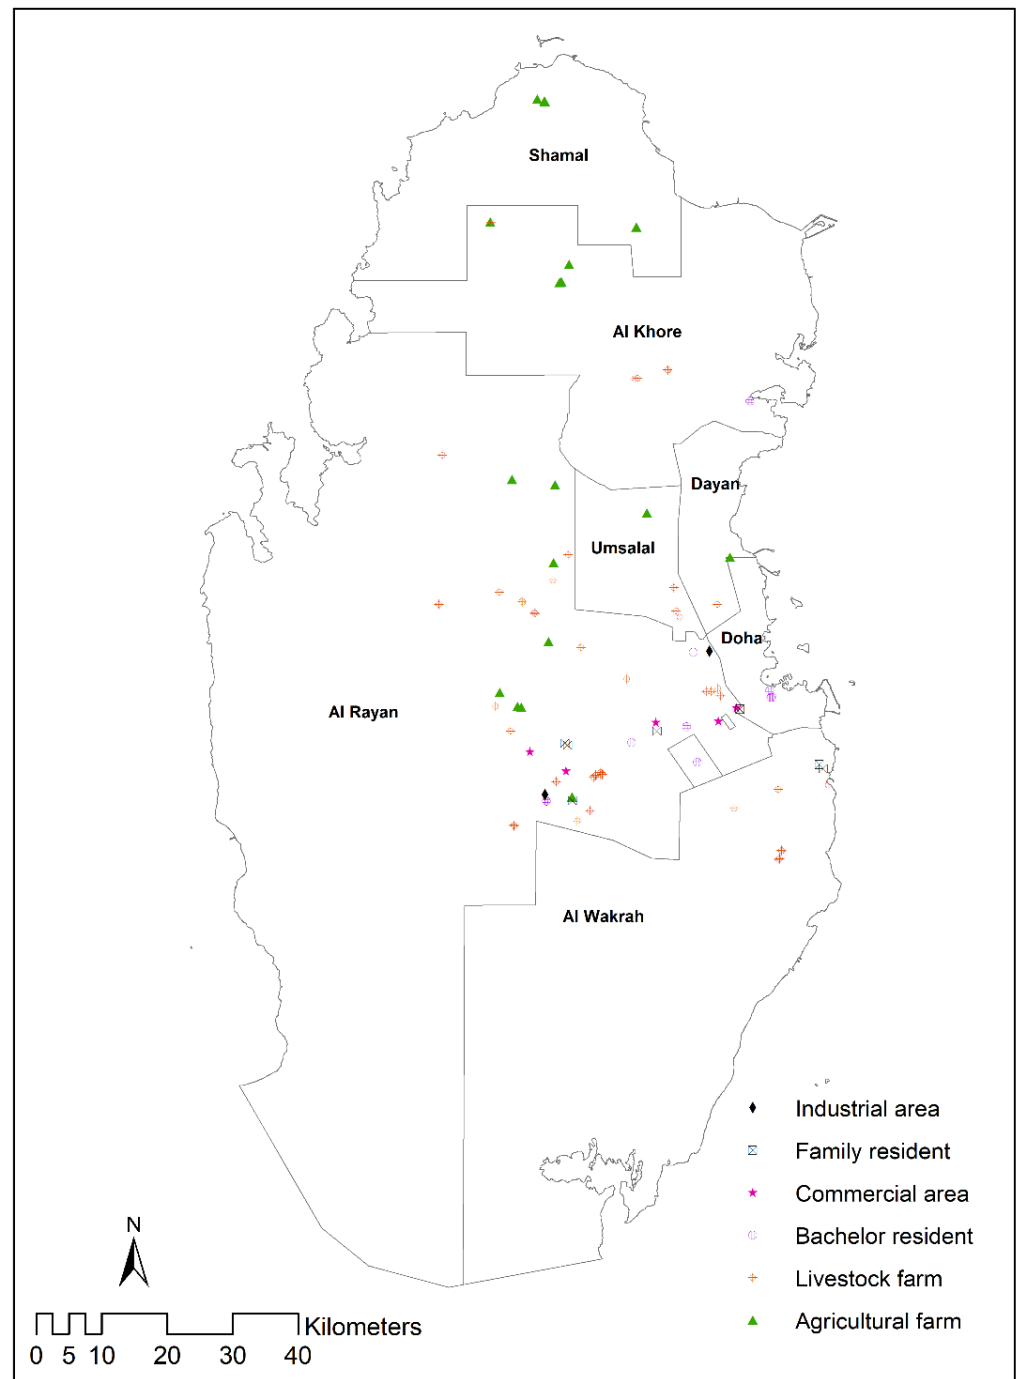 Shamal
Al Khore
Dayan
Umsalal
Doha
Al Rayan
Al Wakrah
Industrial area
Family resident
Commercial area
Bachelor resident
Livestock farm
Agricultural farm
N
Kilometers
0 5 10 20 30 40